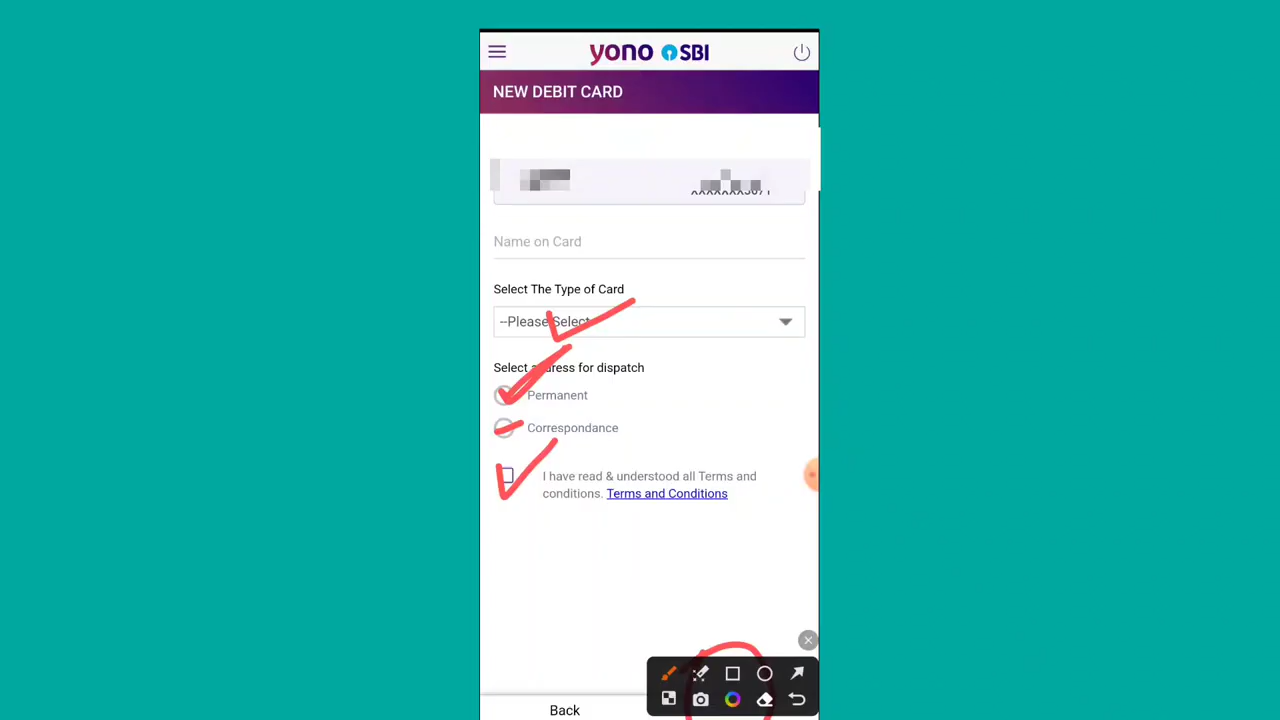 yono SBI
NEW DEBIT CARD
Name on Card
Select The Type of Card
--Please Select
Select address for dispatch
Permanent
Correspondance
I have read & understood all Terms and
conditions. Terms and Conditions
Back